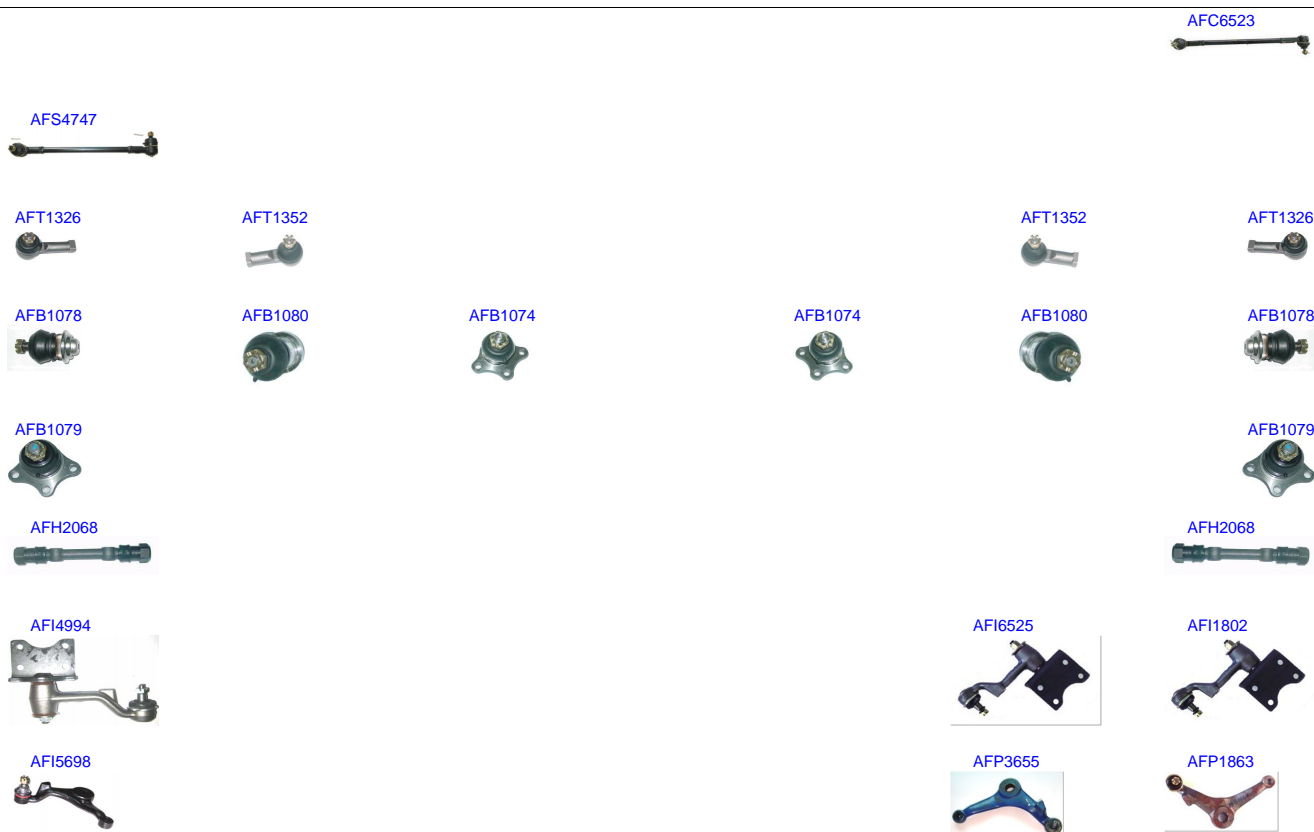 AFC6523
AFS4747
AFT1326 AFT1352 AFT1352 AFT1326
AFB1078 AFB1080 AFB1074 AFB1074 AFB1080 AFB1078
AFB1079 AFB1079
AFH2068 AFH2068
AFI4994 AFI6525 AFI1802
AFI5698 AFP3655 AFP1863